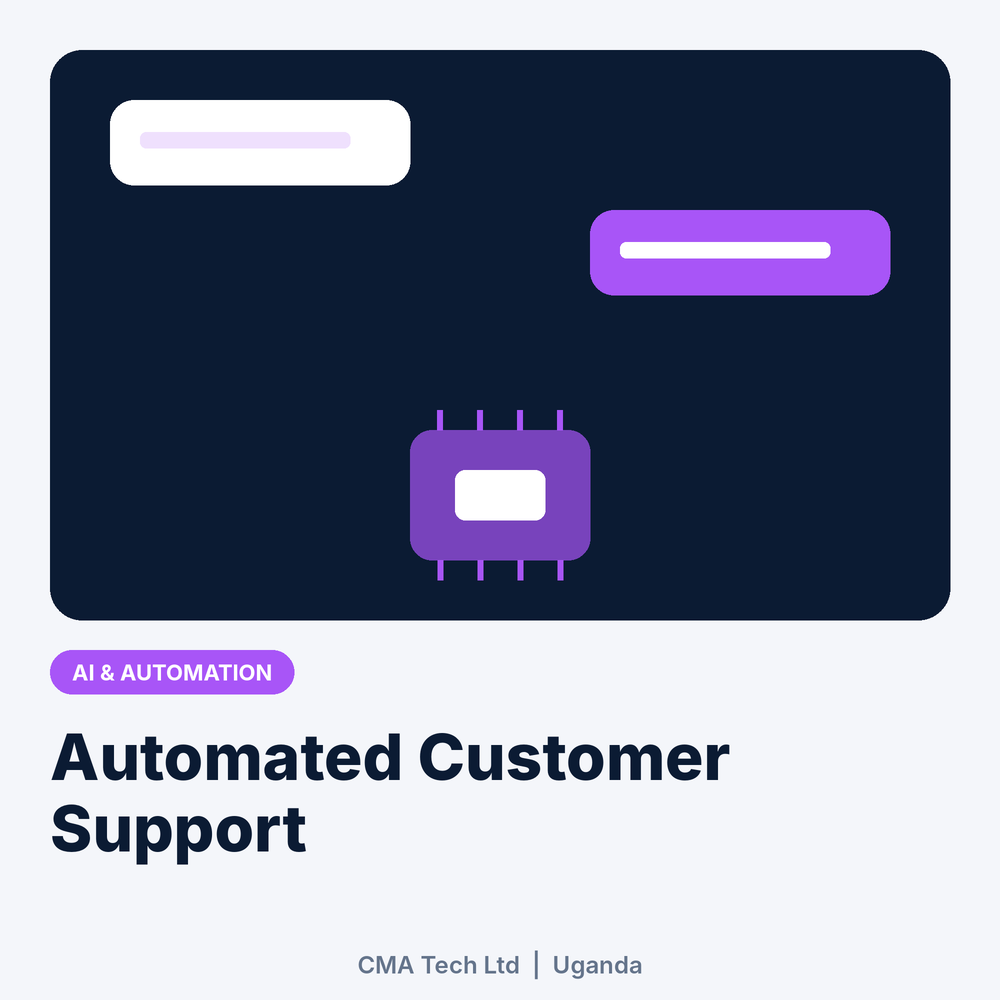 AI & AUTOMATION
Automated Customer
Support
CMA Tech Ltd | Uganda